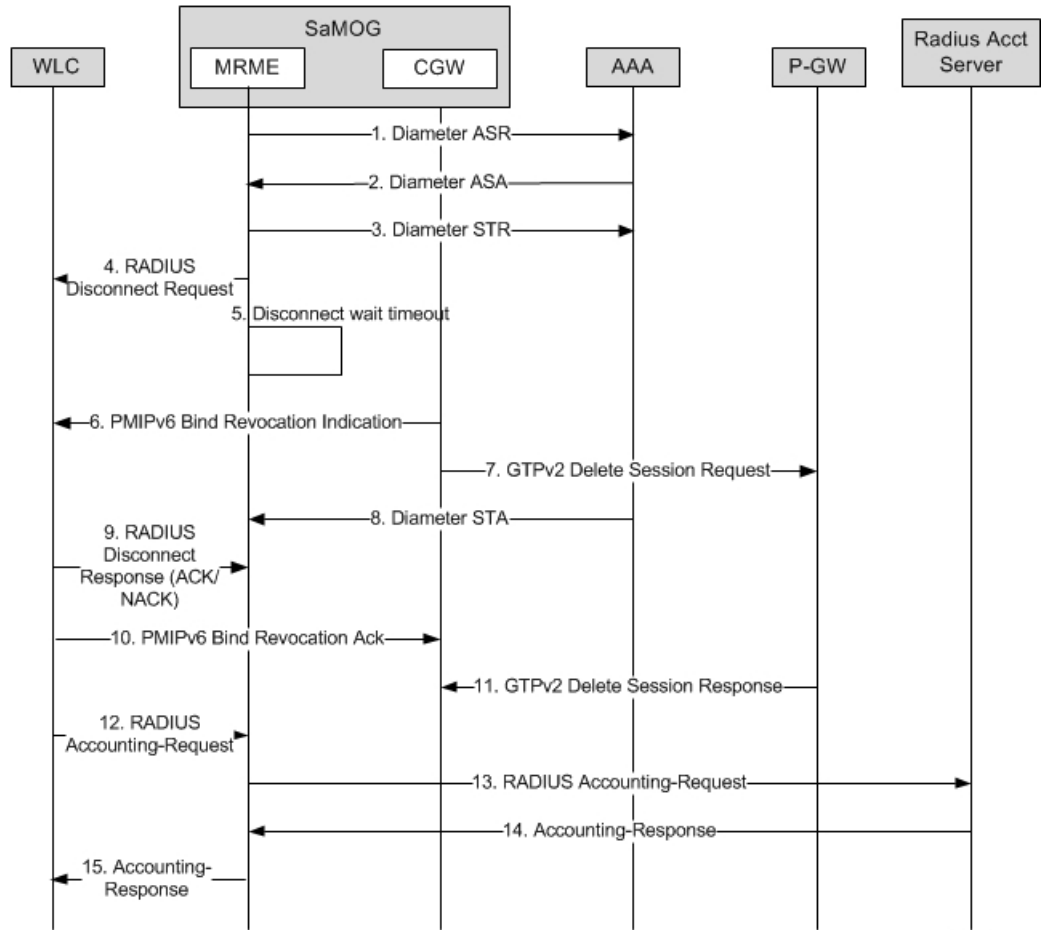 SaMOG
Radius Acct
Server
WLC
MRME
CGW
AAA
P-GW
1. Diameter ASR
2. Diameter ASA
3. Diameter STR
4. RADIUS
Disconnect Request
5. Disconnect wait timeout
6. PMIPv6 Bind Revocation Indication
7. GTPv2 Delete Session Request
8. Diameter STA
9. RADIUS
Disconnect
Response (ACK/
NACK)
10. PMIPv6 Bind Revocation Ack
11. GTPv2 Delete Session Response
12. RADIUS
Accounting-Request
13. RADIUS Accounting-Request
14. Accounting-Response
15. Accounting-
Response